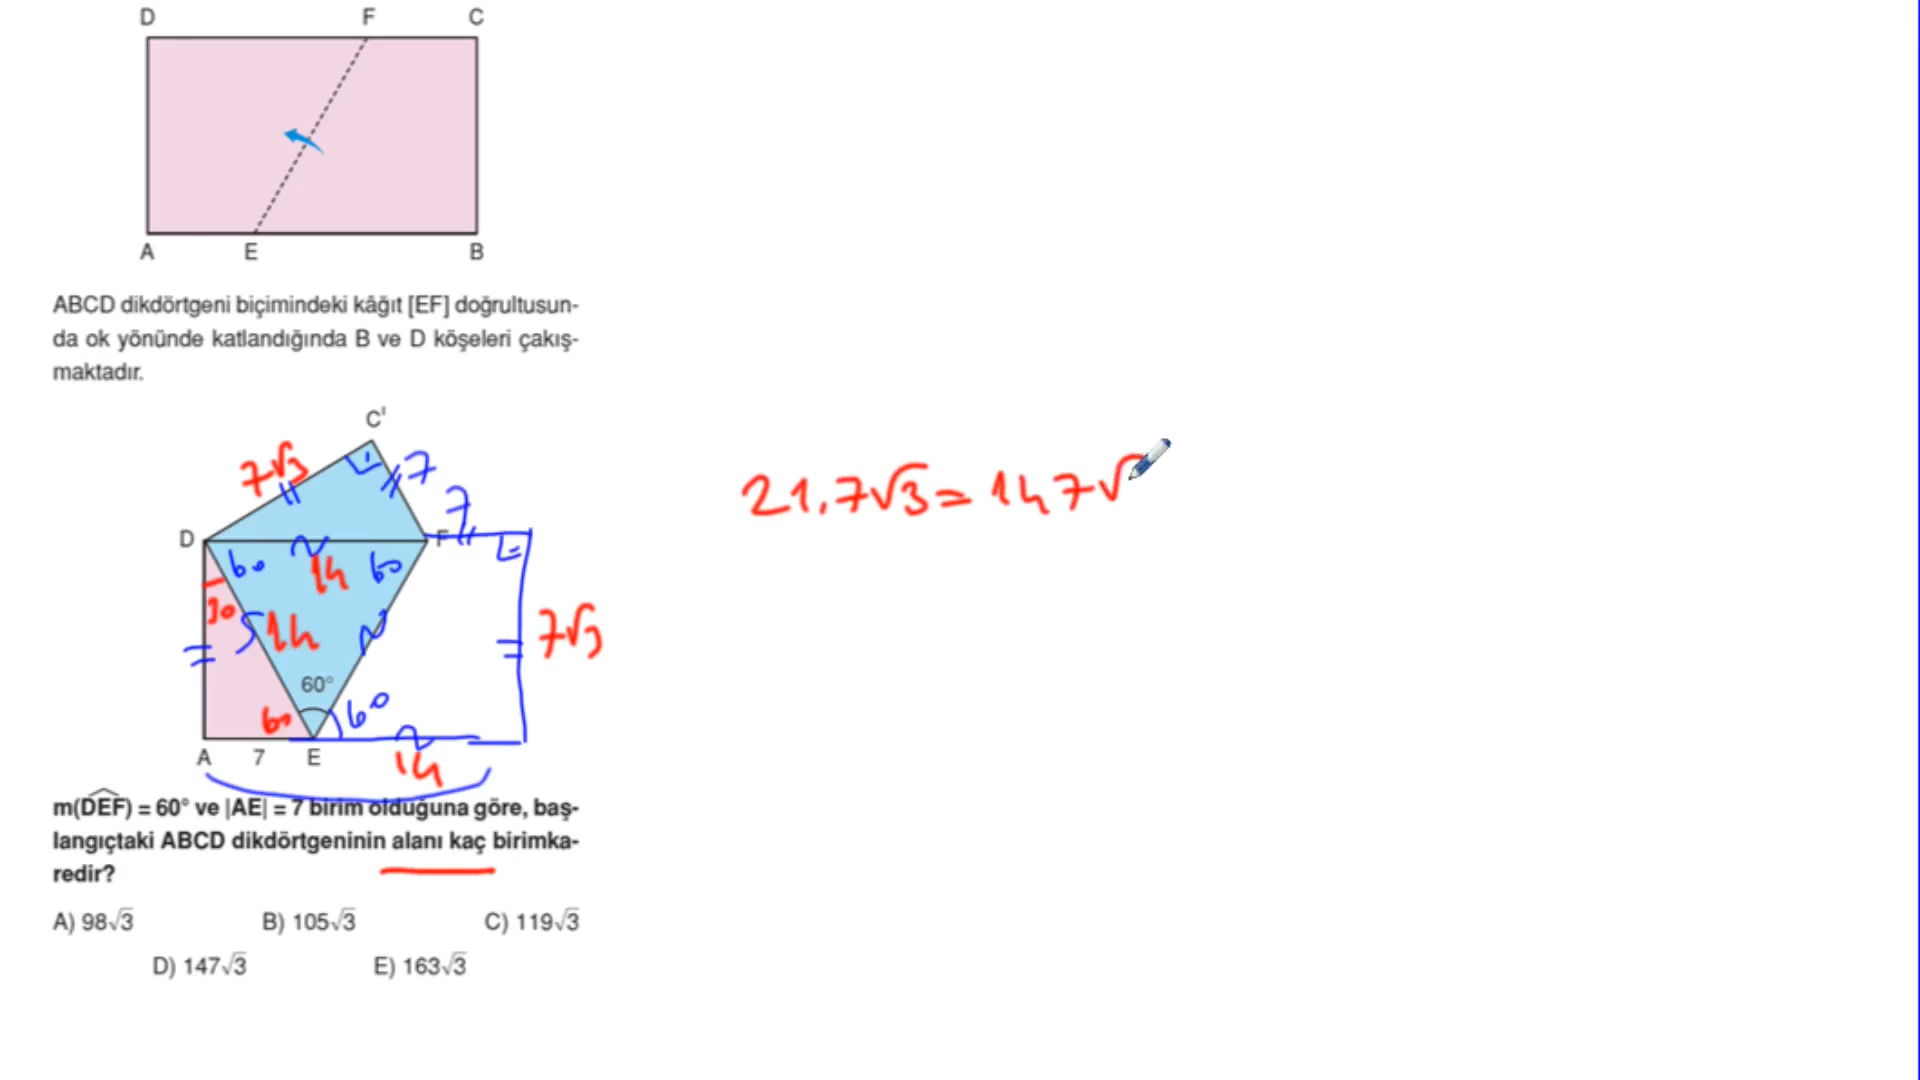 D F C
A E B
ABCD dikdörtgeni biçimindeki kâğıt [EF] doğrultusun-
da ok yönünde katlandığında B ve D köşeleri çakış-
maktadır.
C'
7√3 7
7
D F
60 14 60
30 14 7√3
60°
60 60
A 7 E 14
21.7√3 = 147√
m(DEF) = 60° ve |AE| = 7 birim olduğuna göre, baş-
langıçtaki ABCD dikdörtgeninin alanı kaç birimka-
redir?
A) 98√3 B) 105√3 C) 119√3
D) 147√3 E) 163√3